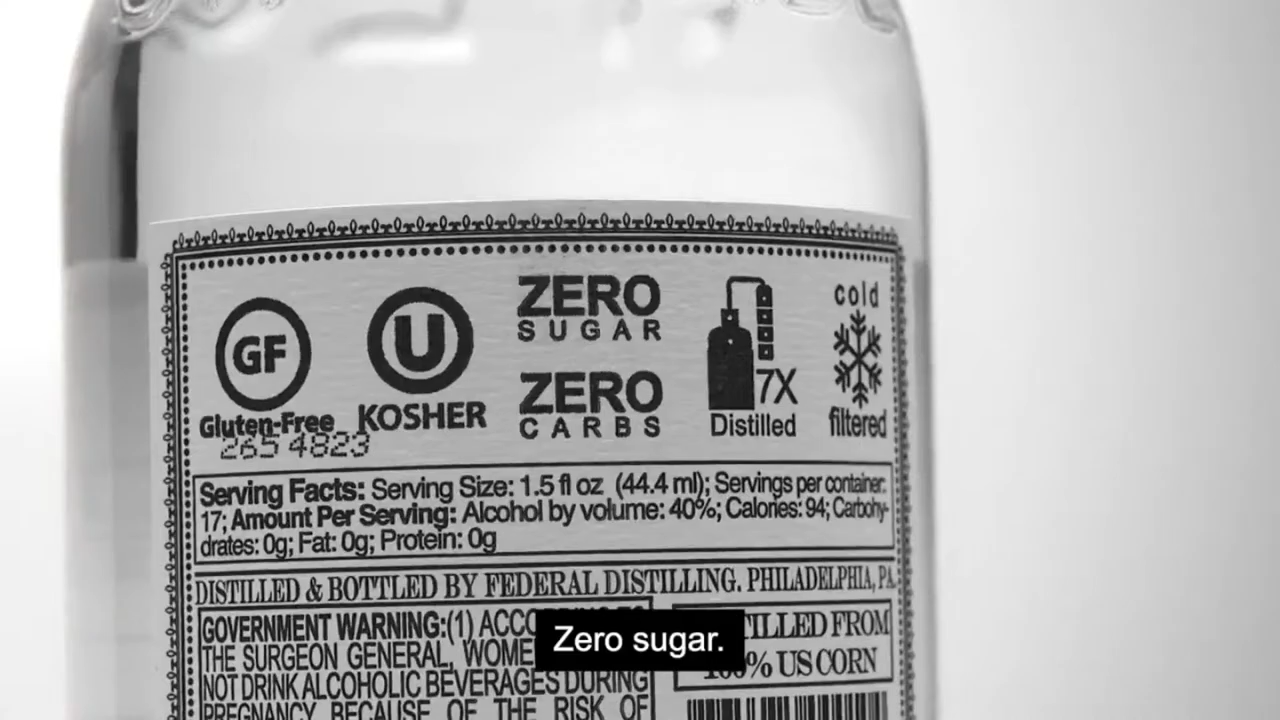 GF
Gluten-Free
265 4823
U
KOSHER
ZERO
SUGAR
ZERO
CARBS
7X
Distilled
cold
filtered
Serving Facts: Serving Size: 1.5 fl oz (44.4 ml); Servings per container:
17; Amount Per Serving: Alcohol by volume: 40%; Calories: 94; Carbohy-
drates: 0g; Fat: 0g; Protein: 0g
DISTILLED & BOTTLED BY FEDERAL DISTILLING. PHILADELPHIA, PA
GOVERNMENT WARNING:(1)
THE SURGEON GENERAL,
NOT DRINK ALCOHOLIC BEVERAGES DURING
PREGNANCY BECAUSE OF THE RISK OF
FROM
US CORN
Zero sugar.